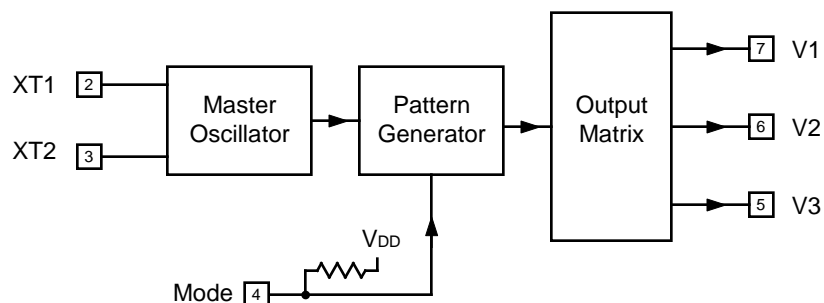 XT1 2
XT2 3
Master
Oscillator
Pattern
Generator
Output
Matrix
7 V1
6 V2
5 V3
VDD
Mode 4